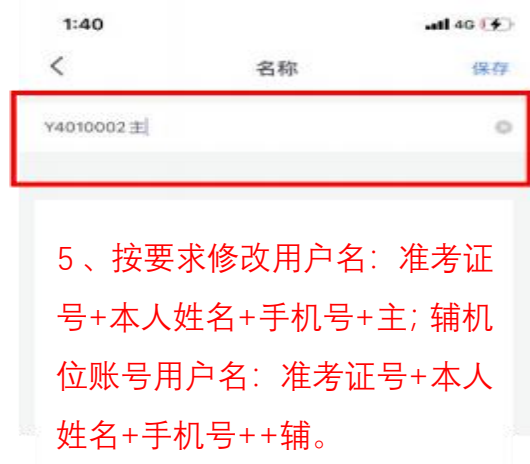 1:40 4G
名称 保存
Y4010002主
5、按要求修改用户名：准考证
号+本人姓名+手机号+主；辅机
位账号用户名：准考证号+本人
姓名+手机号++辅。